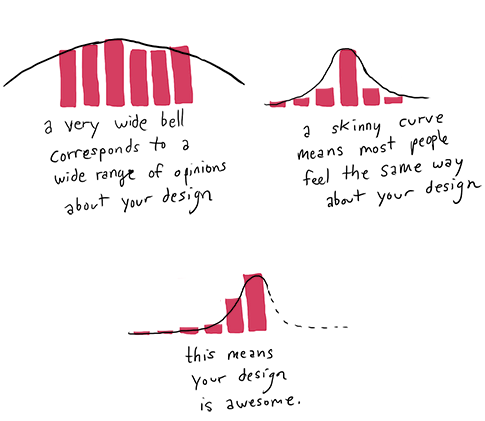 a very wide bell
corresponds to a
wide range of opinions
about your design
a skinny curve
means most people
feel the same way
about your design
this means
your design
is awesome.